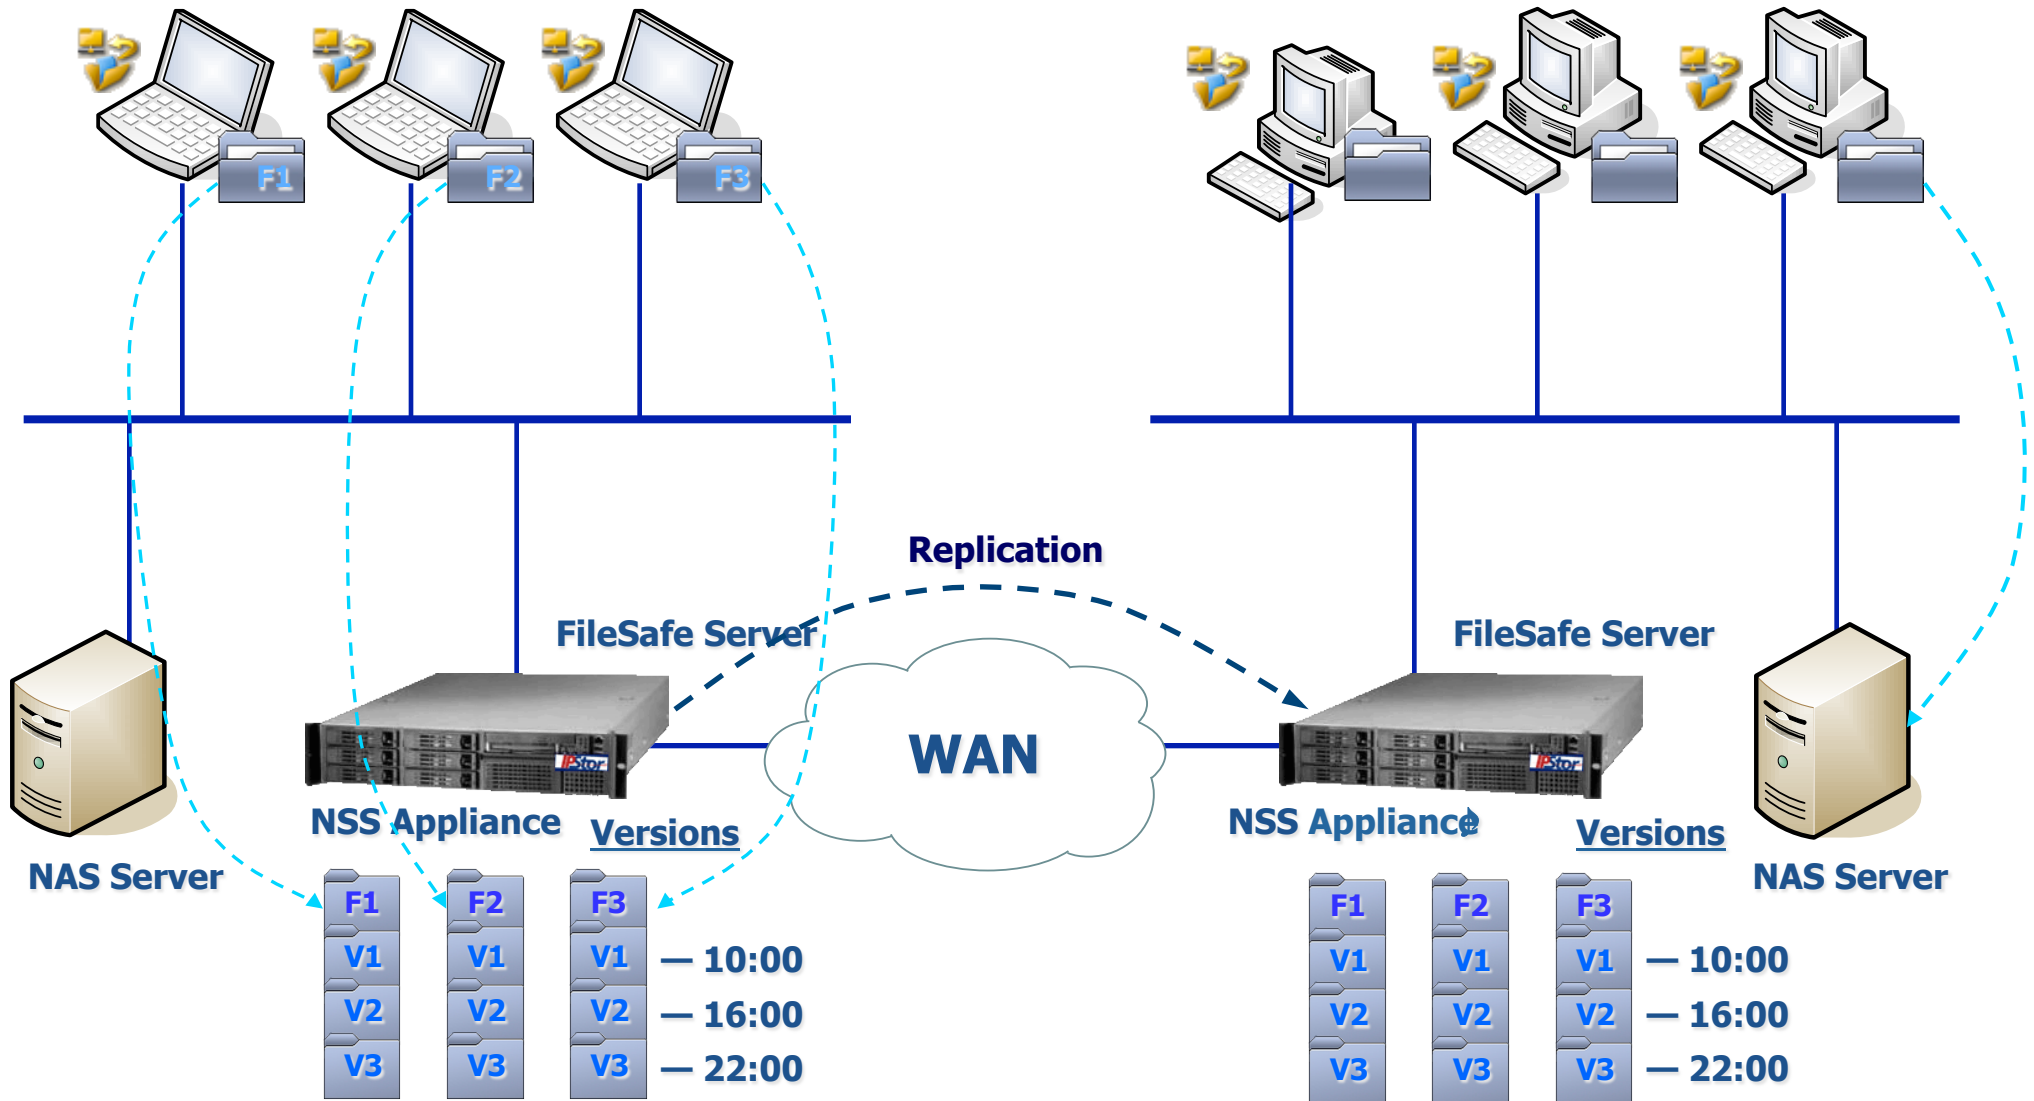 F1
F2
F3
Replication
FileSafe Server
FileSafe Server
WAN
IPStor
IPStor
NSS Appliance
Versions
NSS Appliance
Versions
NAS Server
NAS Server
F1 F2 F3
V1 V1 V1 — 10:00
V2 V2 V2 — 16:00
V3 V3 V3 — 22:00
F1 F2 F3
V1 V1 V1 — 10:00
V2 V2 V2 — 16:00
V3 V3 V3 — 22:00